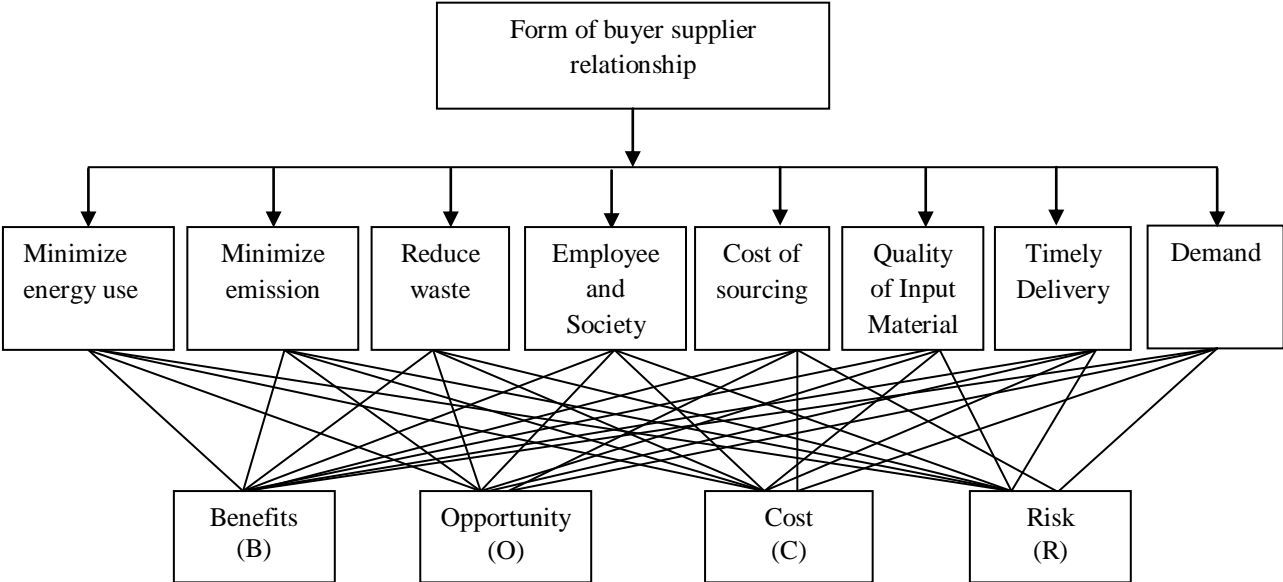 Form of buyer supplier
relationship
Minimize
energy use
Minimize
emission
Reduce
waste
Employee
and
Society
Cost of
sourcing
Quality
of Input
Material
Timely
Delivery
Demand
Benefits
(B)
Opportunity
(O)
Cost
(C)
Risk
(R)